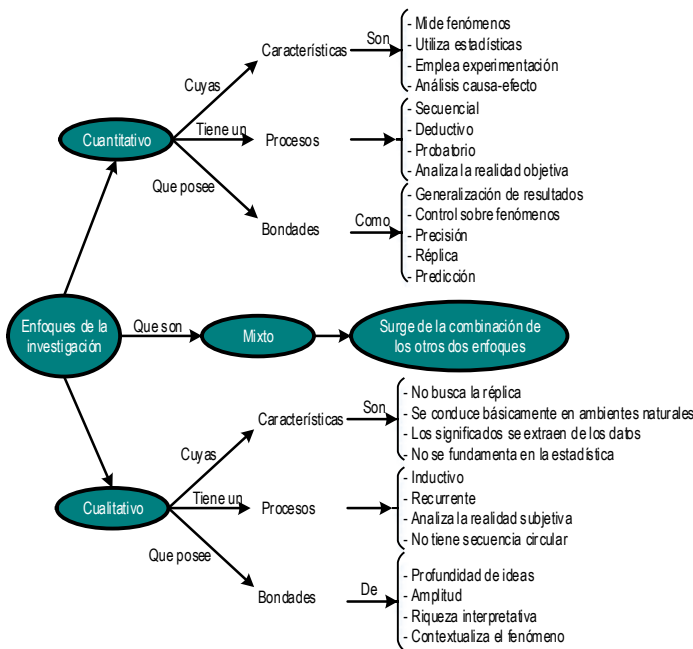 Características
Son
- Mide fenómenos
- Utiliza estadísticas
- Emplea experimentación
- Análisis causa-efecto
Cuyas
Cuantitativo
Tiene un
Procesos
- Secuencial
- Deductivo
- Probatorio
- Analiza la realidad objetiva
Que posee
Bondades
Como
- Generalización de resultados
- Control sobre fenómenos
- Precisión
- Réplica
- Predicción
Enfoques de la
investigación
Que son
Mixto
Surge de la combinación de
los otros dos enfoques
Características
Son
- No busca la réplica
- Se conduce básicamente en ambientes naturales
- Los significados se extraen de los datos
- No se fundamenta en la estadística
Cuyas
Cualitativo
Tiene un
Procesos
- Inductivo
- Recurrente
- Analiza la realidad subjetiva
- No tiene secuencia circular
Que posee
Bondades
De
- Profundidad de ideas
- Amplitud
- Riqueza interpretativa
- Contextualiza el fenómeno